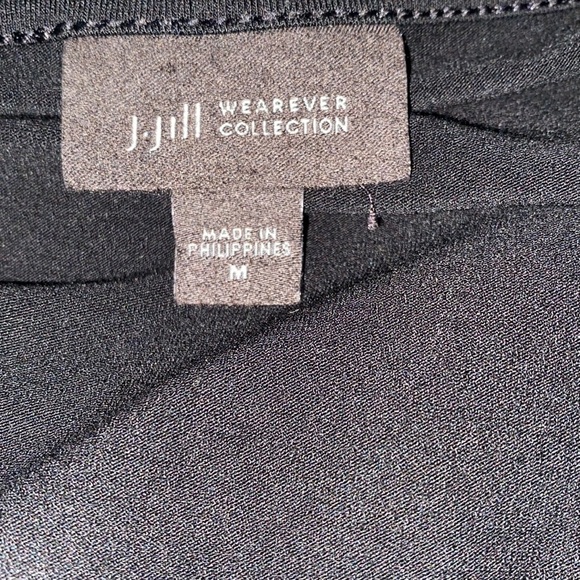 J.Jill WEAREVER
COLLECTION
MADE IN
PHILIPPINES
M